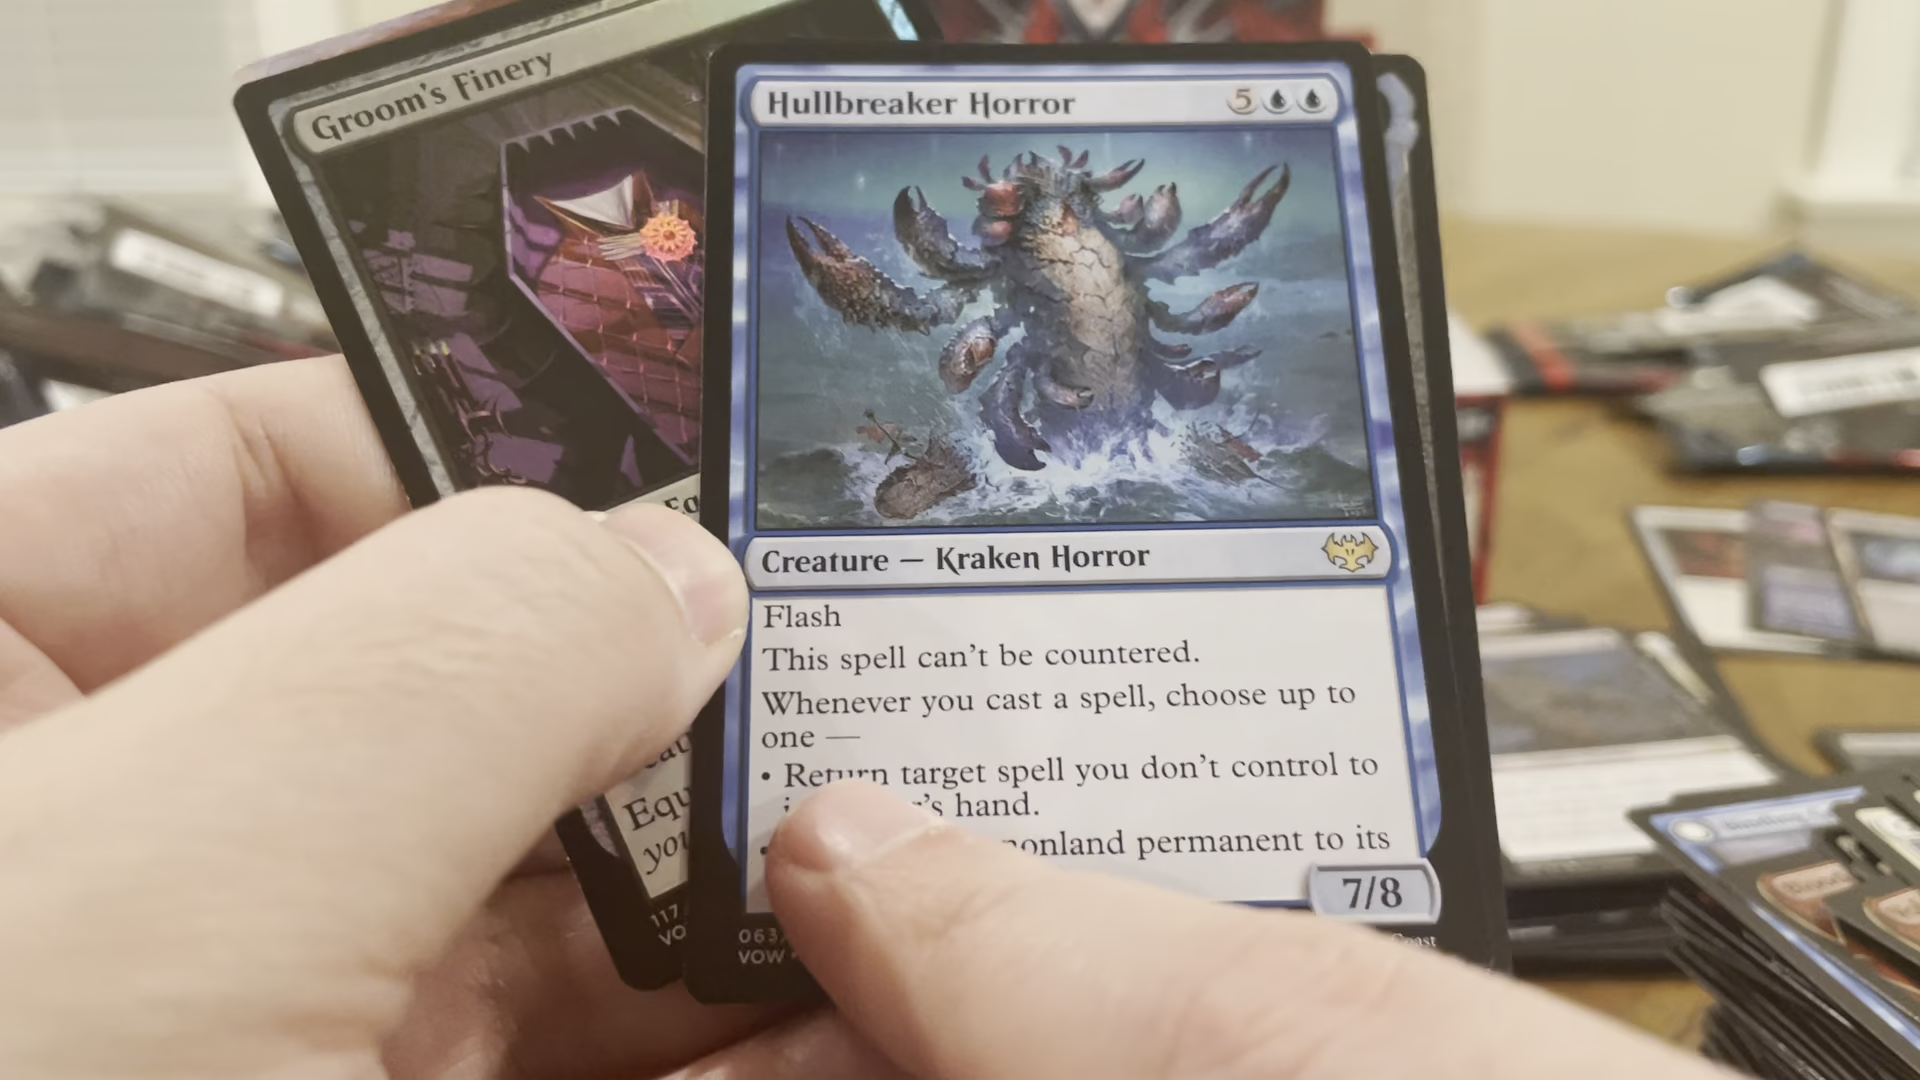 Groom's Finery
Hullbreaker Horror
5
Creature — Kraken Horror
Flash
This spell can't be countered.
Whenever you cast a spell, choose up to
one —
• Return target spell you don't control to
hand.
• nonland permanent to its
7/8
Equ
you
117
VO
063
VOW
Coast